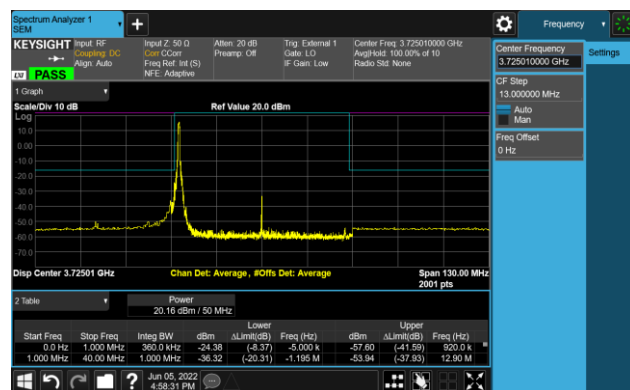 Spectrum Analyzer 1
SEM
Frequency
KEYSIGHT
Input: RF
Coupling: DC
Align: Auto
Input Z: 50 Ω
Corr CCorr
Freq Ref: Int (S)
NFE: Adaptive
Atten: 20 dB
Preamp: Off
Trig: External 1
Gate: LO
IF Gain: Low
Center Freq: 3.725010000 GHz
Avg|Hold: 100.00% of 10
Radio Std: None
LXI
PASS
Center Frequency
3.725010000 GHz
Settings
CF Step
13.000000 MHz
Auto
Man
Freq Offset
0 Hz
1 Graph
Scale/Div 10 dB
Ref Value 20.0 dBm
Log
10.0
0.00
-10.0
-20.0
-30.0
-40.0
-50.0
-60.0
-70.0
Disp Center 3.72501 GHz
Chan Det: Average , #Offs Det: Average
Span 130.00 MHz
2001 pts
2 Table
Power
20.16 dBm / 50 MHz
Lower Upper
Start Freq Stop Freq Integ BW dBm ΔLimit(dB) Freq (Hz) dBm ΔLimit(dB) Freq (Hz)
0.0 Hz 1.000 MHz 360.0 kHz -24.38 (-8.37) -5.000 k -57.60 (-41.59) 920.0 k
1.000 MHz 40.00 MHz 1.000 MHz -36.32 (-20.31) -1.195 M -53.94 (-37.93) 12.90 M
?
Jun 05, 2022
4:58:31 PM